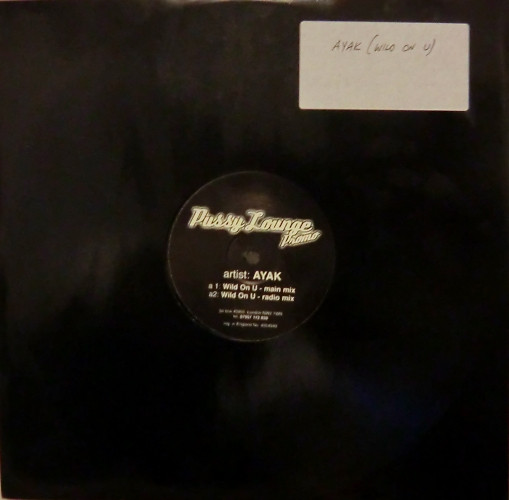 AYAK (WILD ON U)
Pussy Lounge
Promo
artist: AYAK
a 1: Wild On U - main mix
a2: Wild On U - radio mix